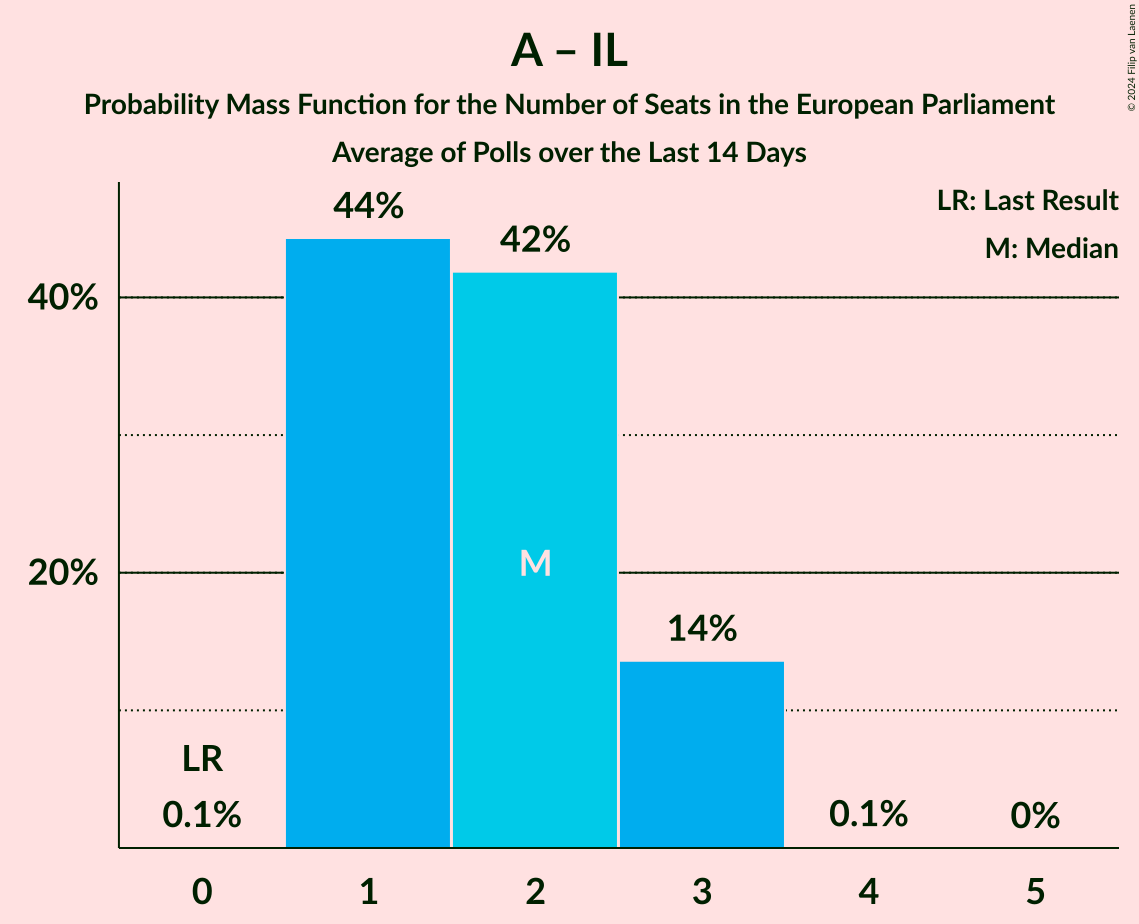 A – IL
Probability Mass Function for the Number of Seats in the European Parliament
Average of Polls over the Last 14 Days
© 2024 Filip van Laenen
LR: Last Result
M: Median
44%
42%
40%
M
20%
14%
LR
0.1%
0.1%
0%
0 1 2 3 4 5